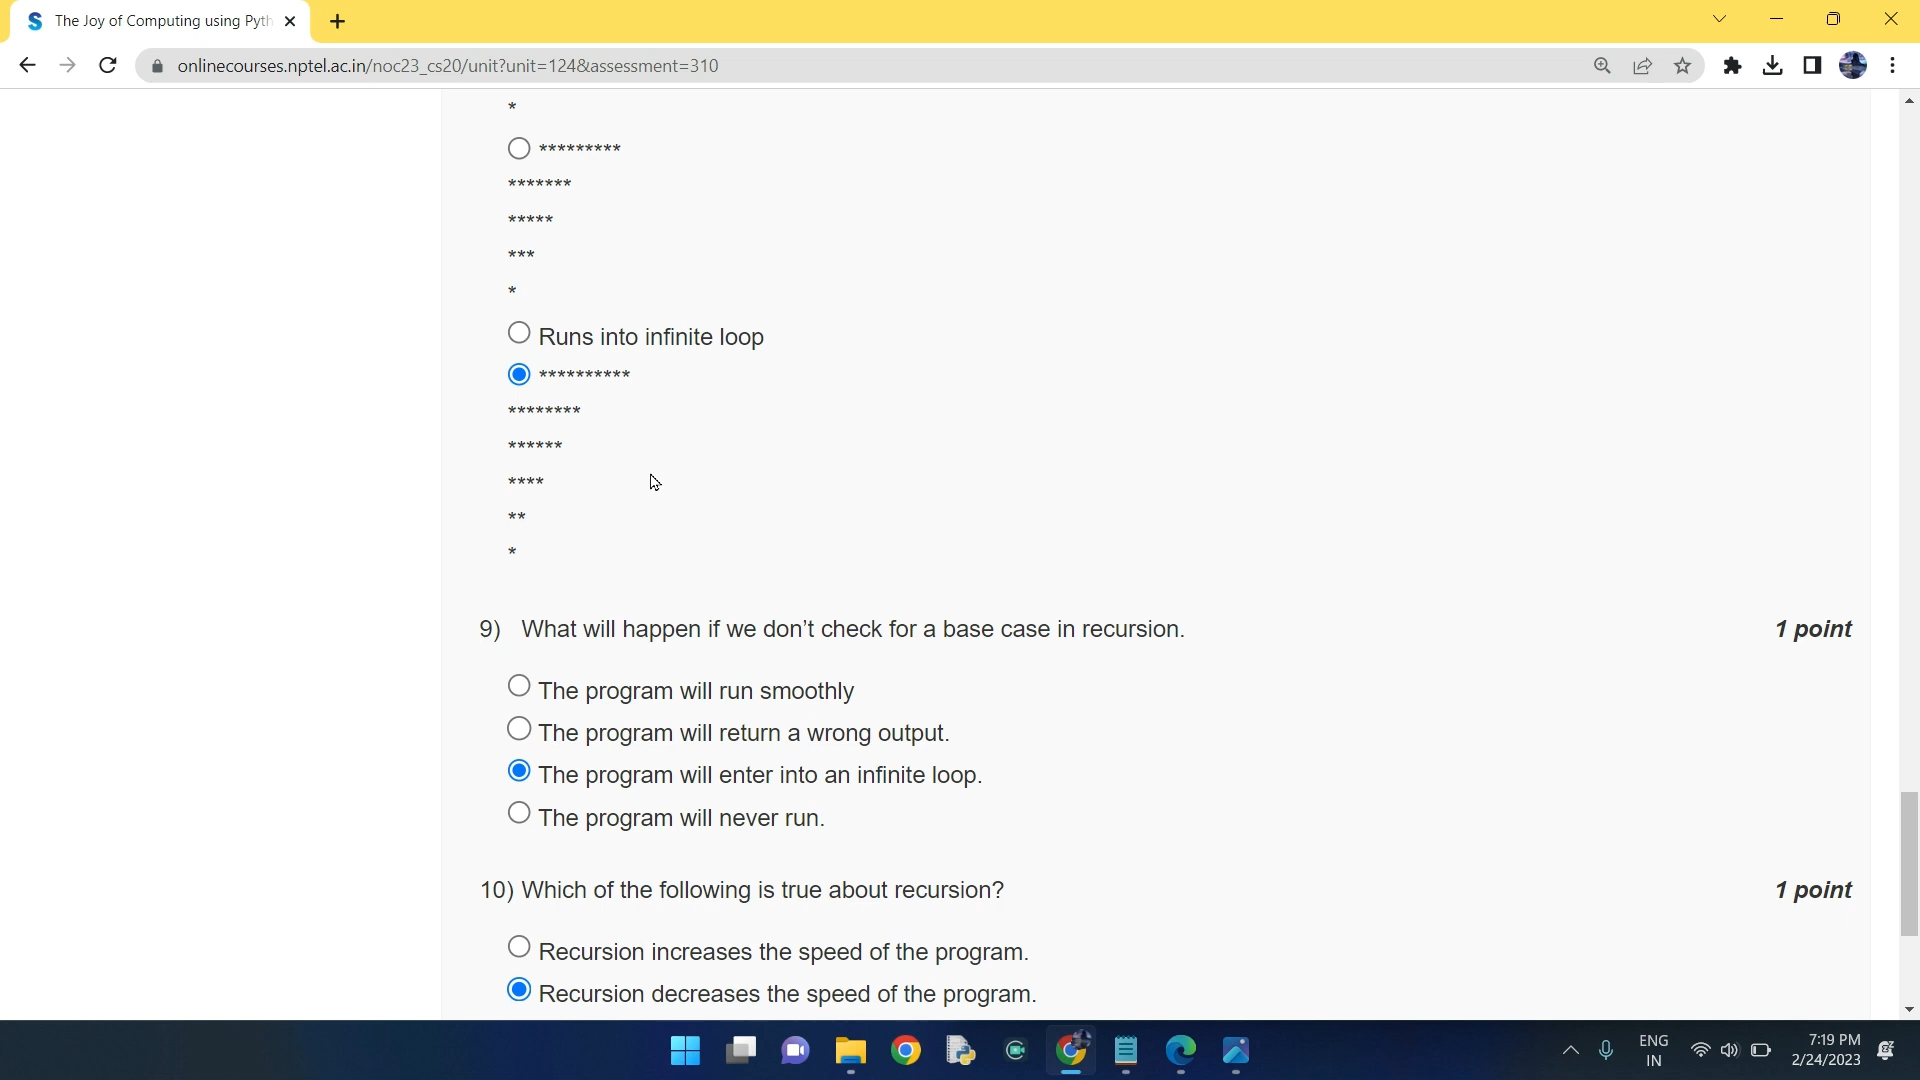 The Joy of Computing using Pyth
onlinecourses.nptel.ac.in/noc23_cs20/unit?unit=124&assessment=310
*
*********
*******
*****
***
*
Runs into infinite loop
**********
********
******
****
**
*
9) What will happen if we don’t check for a base case in recursion.
1 point
The program will run smoothly
The program will return a wrong output.
The program will enter into an infinite loop.
The program will never run.
10) Which of the following is true about recursion?
1 point
Recursion increases the speed of the program.
Recursion decreases the speed of the program.
ENG
IN
7:19 PM
2/24/2023